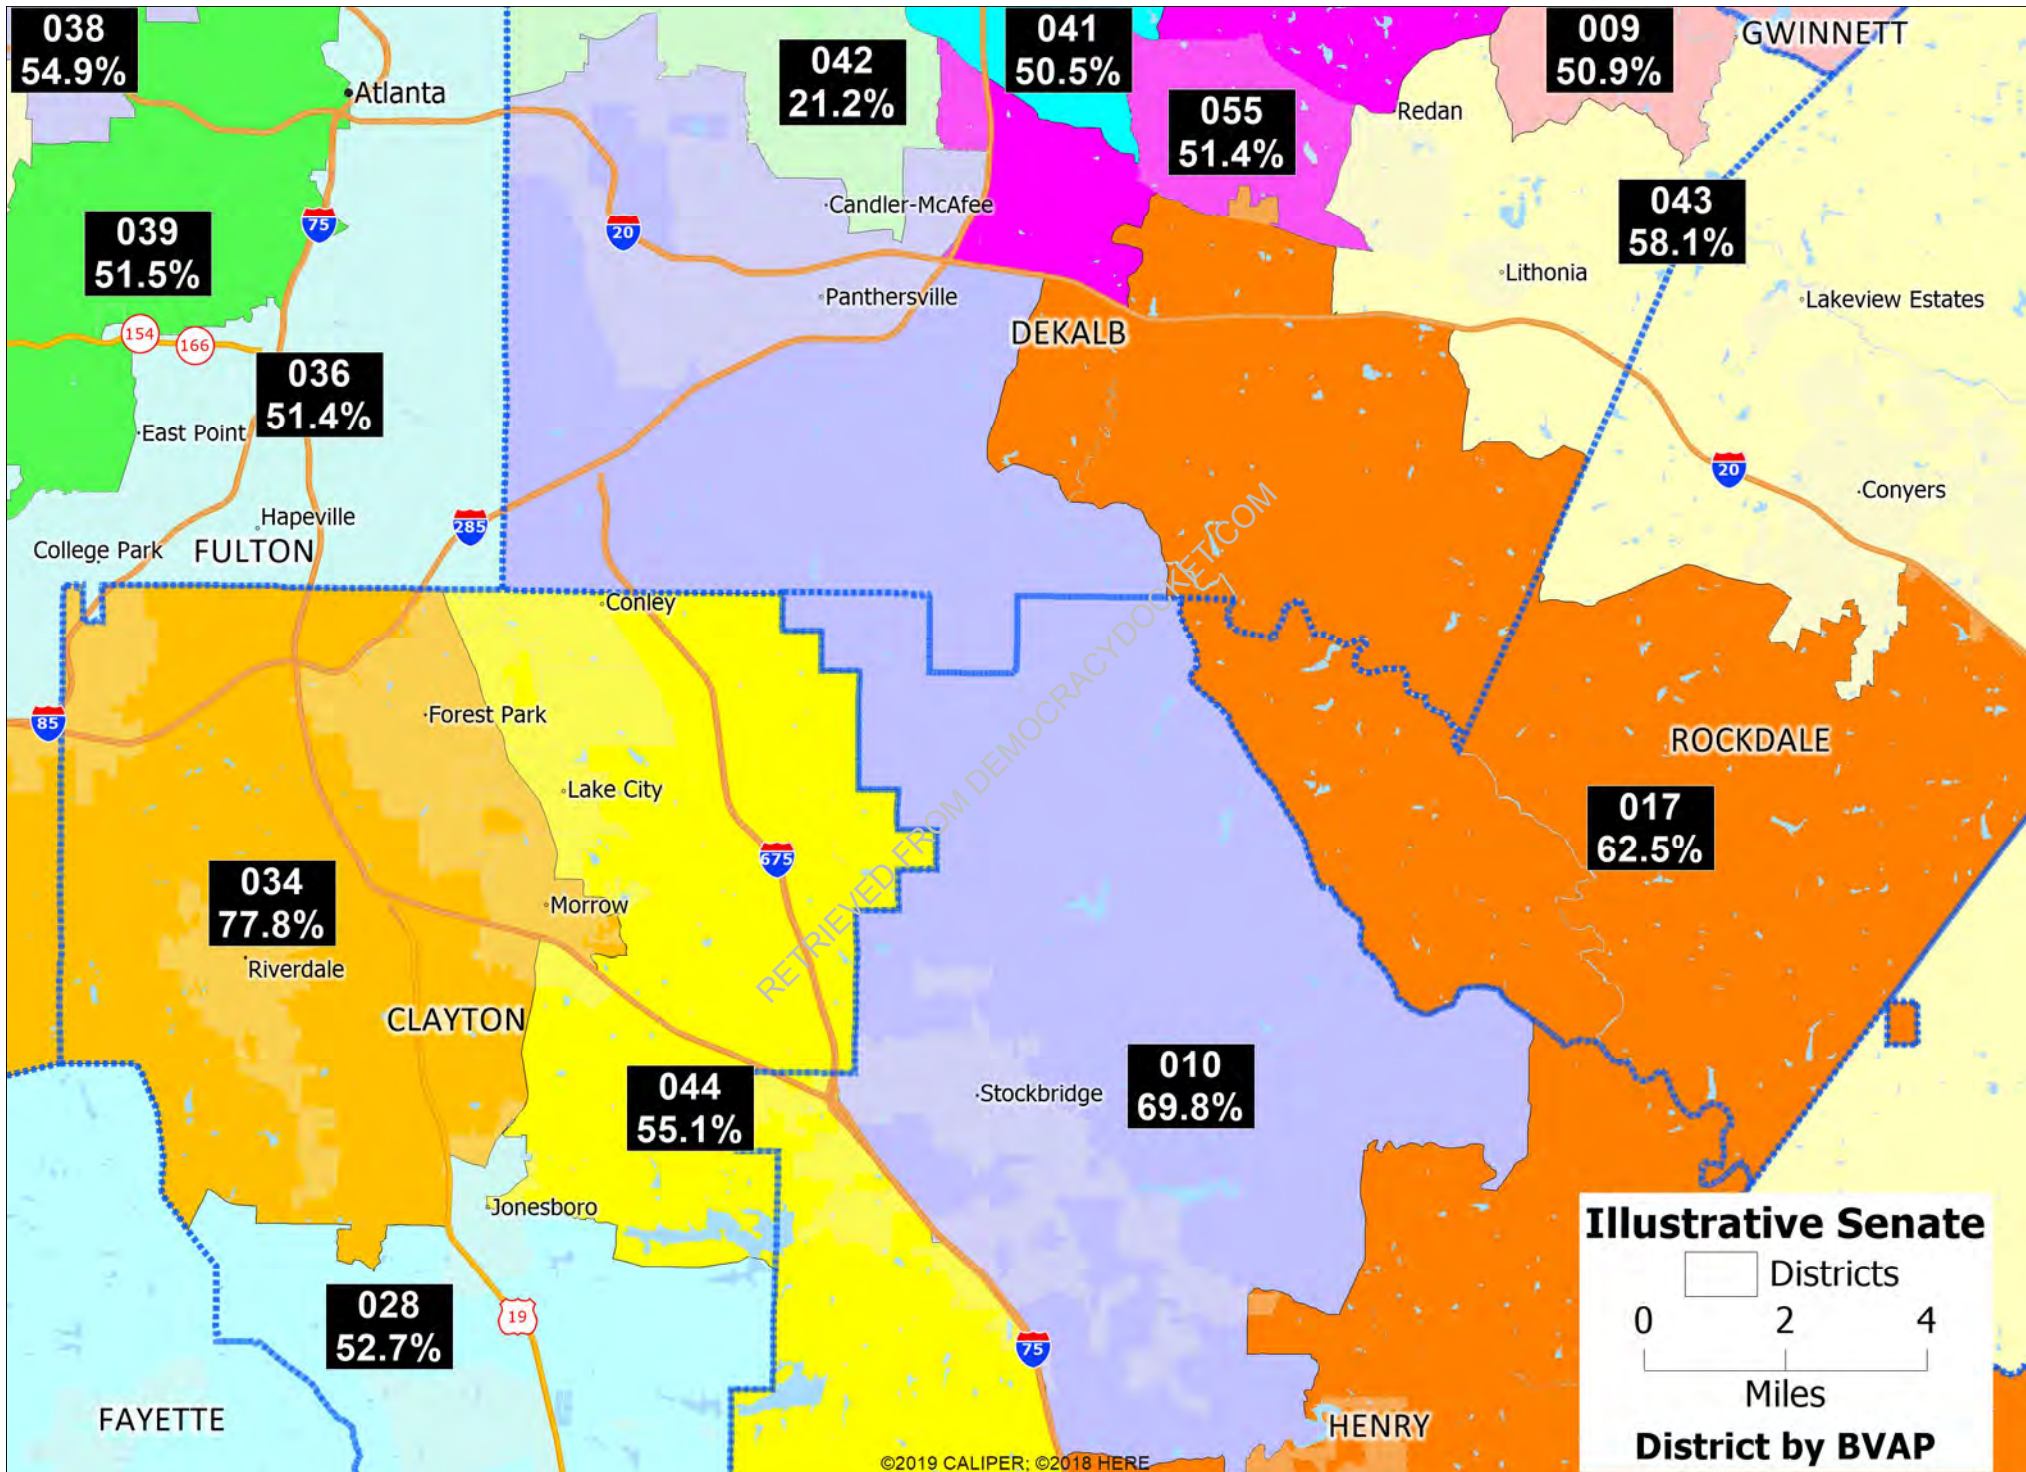 038
54.9%
Atlanta
042
21.2%
041
50.5%
009
50.9%
GWINNETT
055
51.4%
Redan
043
58.1%
Candler-McAfee
039
51.5%
75
20
Lithonia
Lakeview Estates
Panthersville
DEKALB
154
166
036
51.4%
East Point
20
Conyers
Hapeville
285
College Park
FULTON
Conley
Forest Park
85
ROCKDALE
Lake City
017
62.5%
675
034
77.8%
Morrow
Riverdale
CLAYTON
RETRIEVED FROM DEMOCRACYDOCKET.COM
044
55.1%
Stockbridge
010
69.8%
Jonesboro
028
52.7%
19
75
FAYETTE
HENRY
Illustrative Senate
Districts
0 2 4
Miles
District by BVAP
©2019 CALIPER; ©2018 HERE